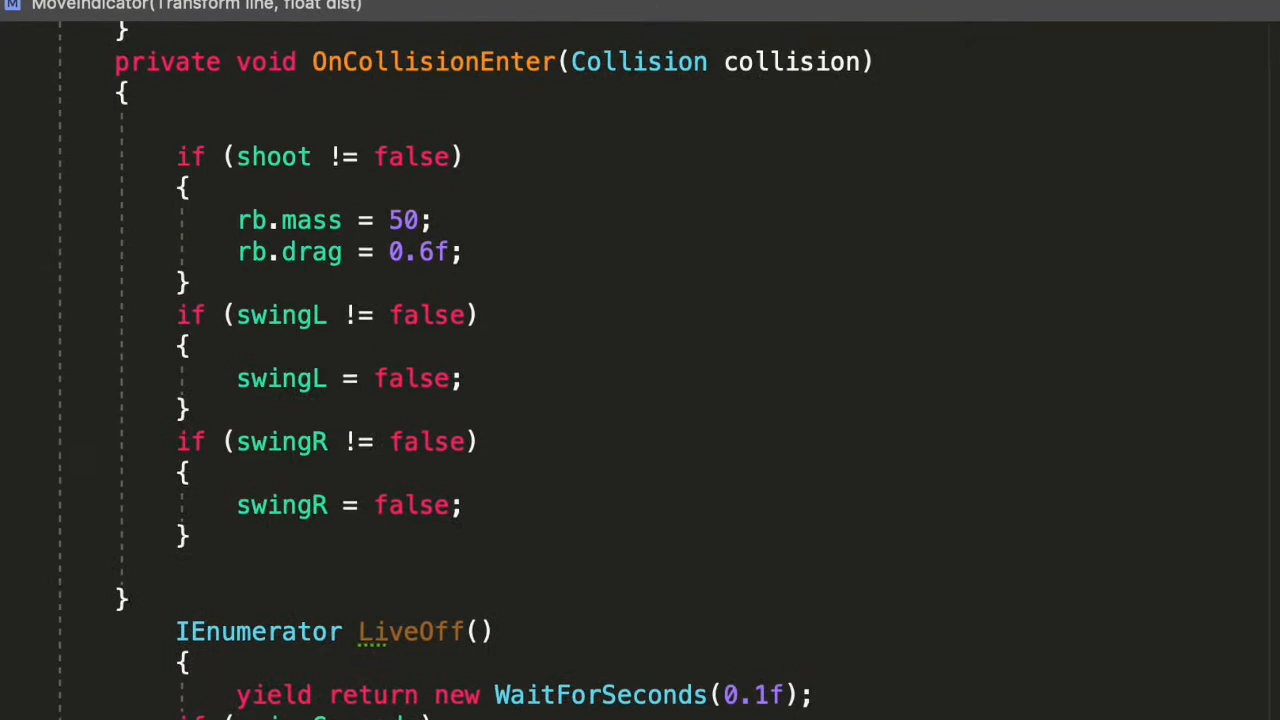 M MoveIndicator(Transform line, float dist)
}
private void OnCollisionEnter(Collision collision)
{
if (shoot != false)
{
rb.mass = 50;
rb.drag = 0.6f;
}
if (swingL != false)
{
swingL = false;
}
if (swingR != false)
{
swingR = false;
}
}
IEnumerator LiveOff()
{
yield return new WaitForSeconds(0.1f);